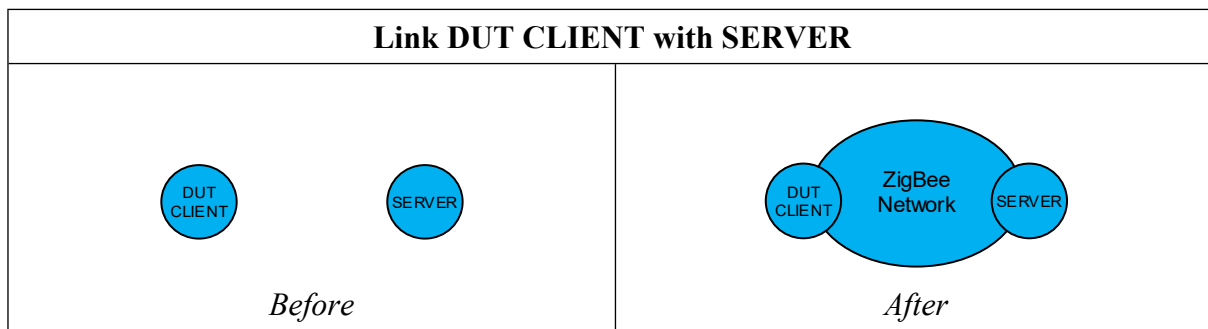 Link DUT CLIENT with SERVER
DUT
CLIENT
SERVER
Before
DUT
CLIENT
ZigBee
Network
SERVER
After